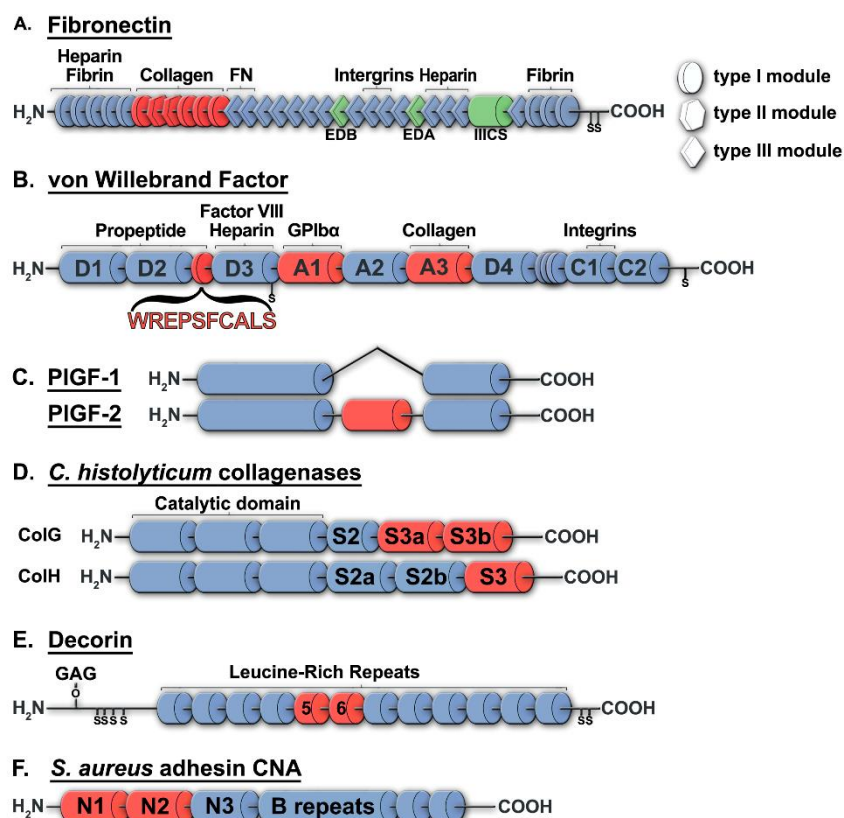 A. Fibronectin
Heparin
Fibrin Collagen FN Intergrins Heparin Fibrin
H₂N COOH
EDB EDA IIICS SS
type I module
type II module
type III module
B. von Willebrand Factor
Factor VIII
Propeptide Heparin GPIbα Collagen Integrins
H₂N D1 D2 D3 A1 A2 A3 D4 C1 C2 COOH
S S
WREPSFCALS
C. PlGF-1 H₂N COOH
PlGF-2 H₂N COOH
D. C. histolyticum collagenases
Catalytic domain
ColG H₂N S2 S3a S3b COOH
ColH H₂N S2a S2b S3 COOH
E. Decorin
GAG Leucine-Rich Repeats
O
H₂N 5 6 COOH
SSS S SS
F. S. aureus adhesin CNA
H₂N N1 N2 N3 B repeats COOH